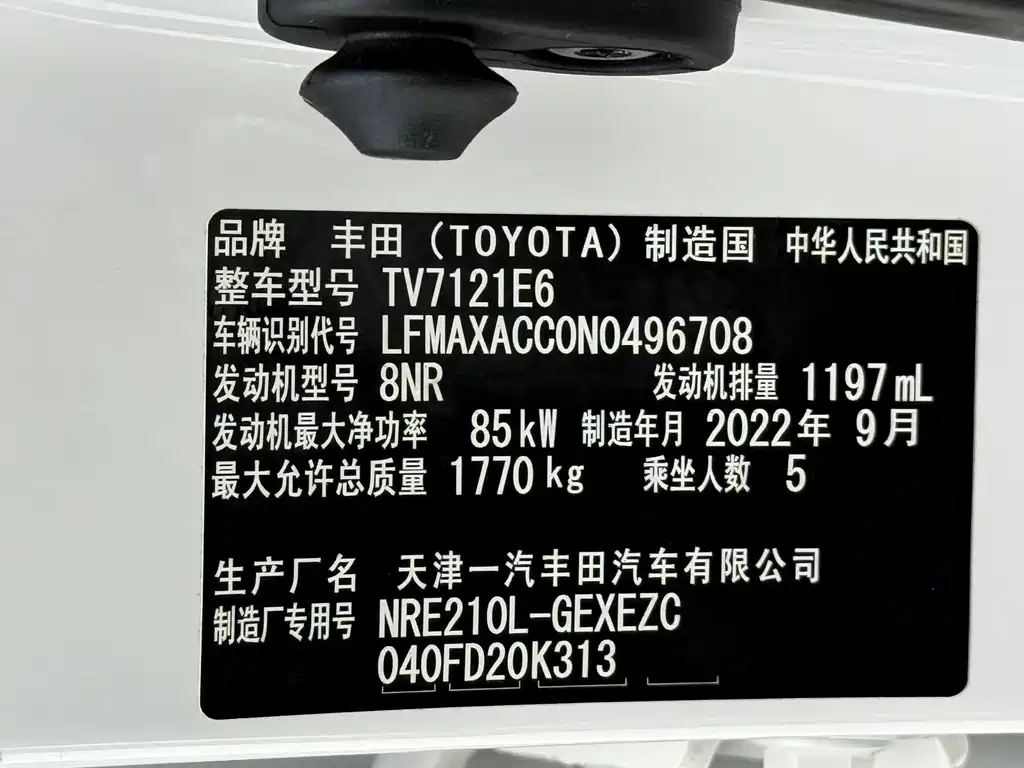 品牌 丰田（TOYOTA）制造国 中华人民共和国
整车型号 TV7121E6
车辆识别代号 LFMAXACC0N0496708
发动机型号 8NR 发动机排量 1197mL
发动机最大净功率 85kW 制造年月 2022年 9月
最大允许总质量 1770kg 乘坐人数 5
生产厂名 天津一汽丰田汽车有限公司
制造厂专用号 NRE210L-GEXEZC
040FD20K313